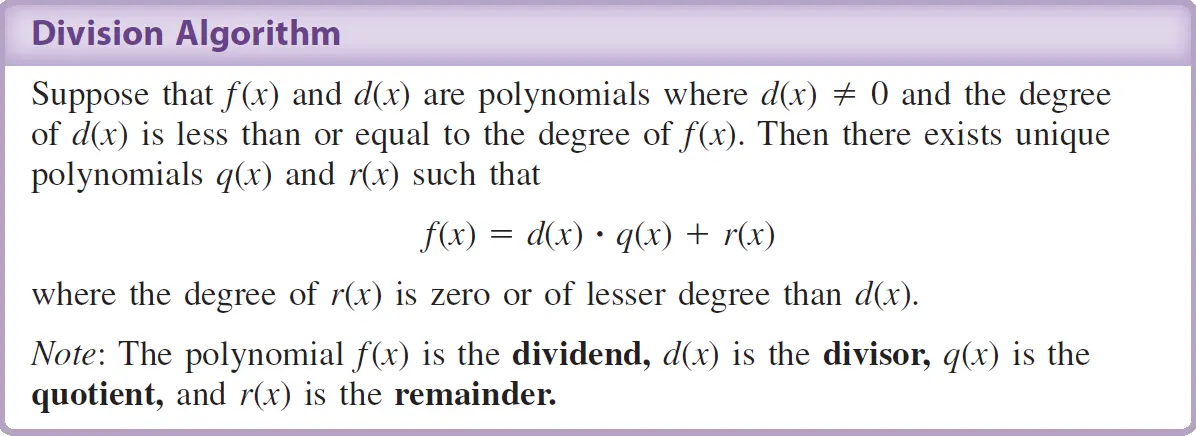 Division Algorithm
Suppose that f(x) and d(x) are polynomials where d(x) ≠ 0 and the degree
of d(x) is less than or equal to the degree of f(x). Then there exists unique
polynomials q(x) and r(x) such that
f(x) = d(x) · q(x) + r(x)
where the degree of r(x) is zero or of lesser degree than d(x).
Note: The polynomial f(x) is the dividend, d(x) is the divisor, q(x) is the
quotient, and r(x) is the remainder.